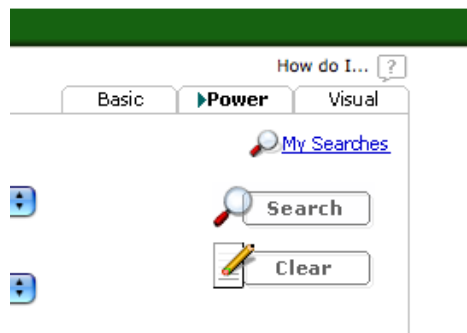 How do I... ?
Basic Power Visual
My Searches
Search
Clear